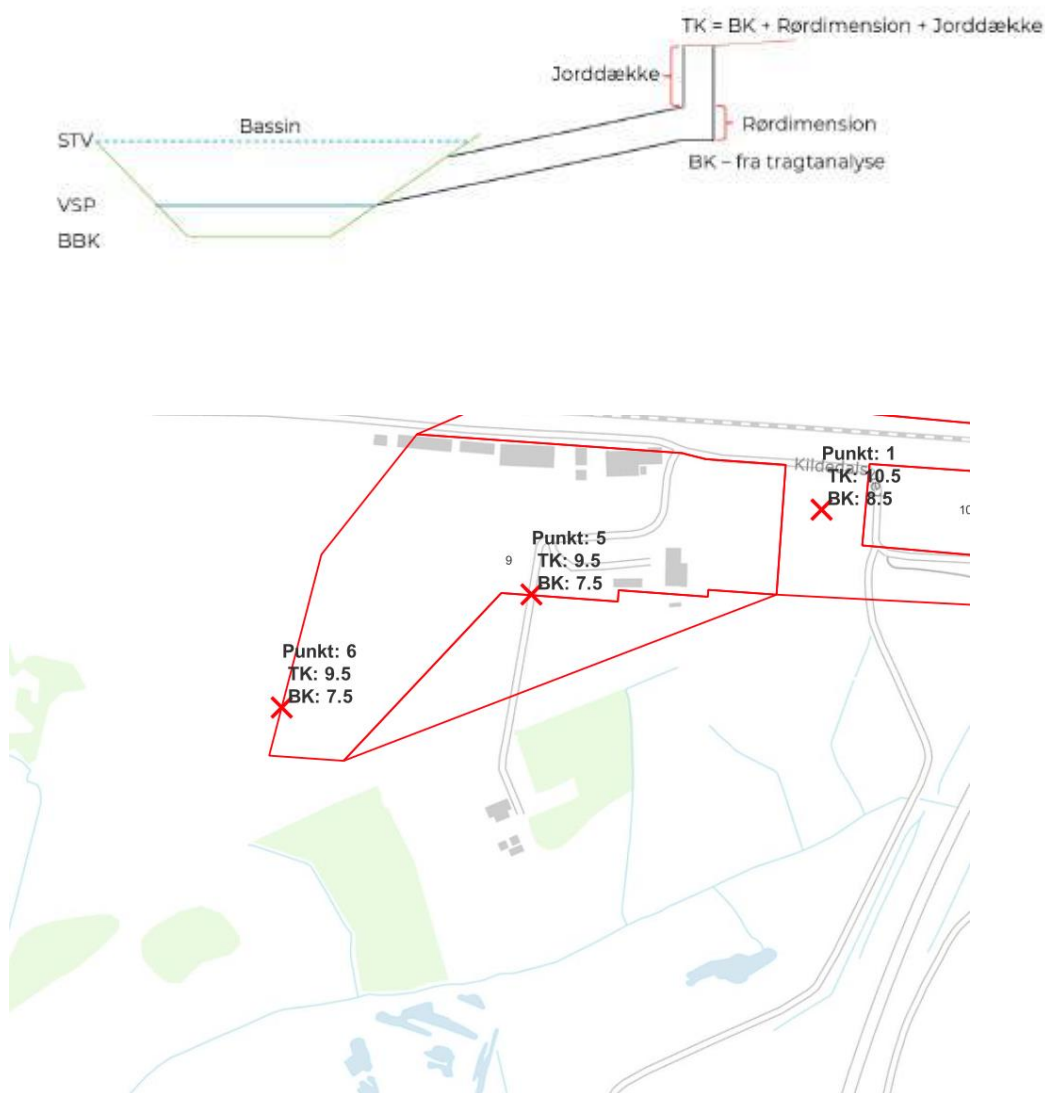 TK = BK + Rørdimension + Jorddække
Jorddække
Bassin
STV
Rørdimension
BK – fra tragtanalyse
VSP
BBK
Punkt: 1
TK: 10.5
BK: 8.5
10
Punkt: 5
TK: 9.5
BK: 7.5
9
Punkt: 6
TK: 9.5
BK: 7.5